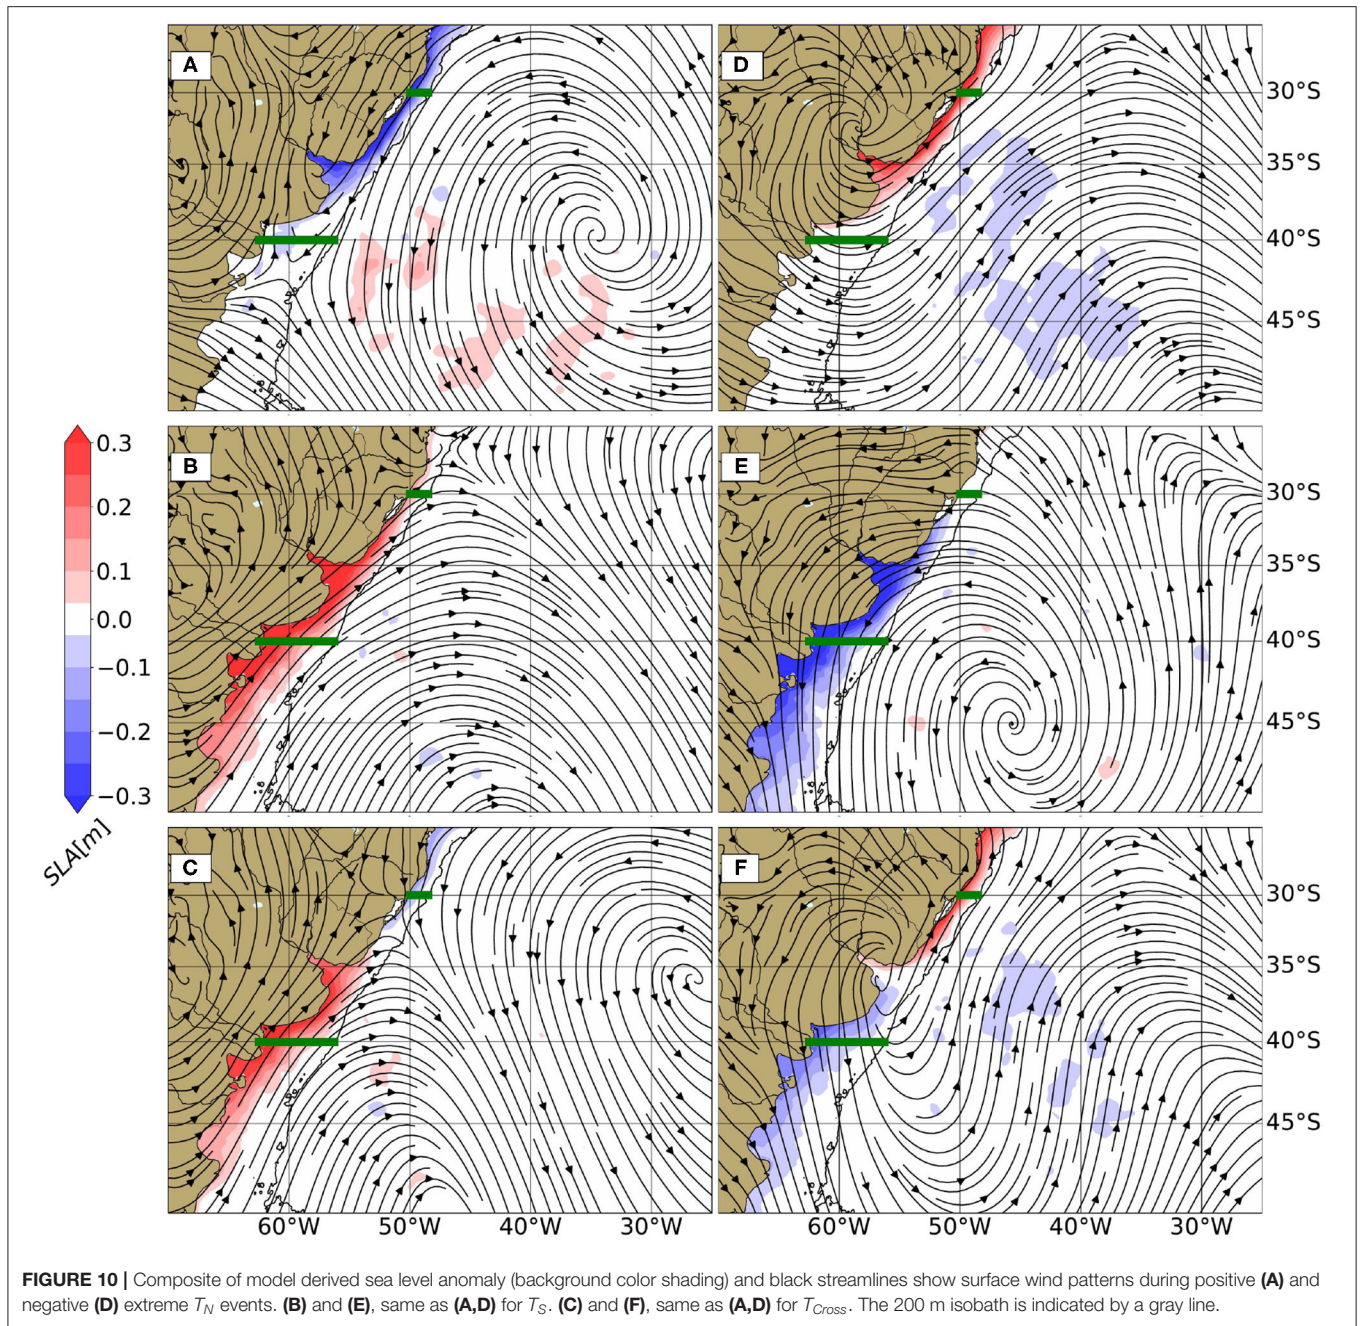 A
D
30°S
35°S
40°S
45°S
B
E
30°S
35°S
40°S
45°S
0.3
0.2
0.1
0.0
−0.1
−0.2
−0.3
SLA[m]
C
F
30°S
35°S
40°S
45°S
60°W 50°W 40°W 30°W 60°W 50°W 40°W 30°W
FIGURE 10 | Composite of model derived sea level anomaly (background color shading) and black streamlines show surface wind patterns during positive (A) and
negative (D) extreme TN events. (B) and (E), same as (A,D) for TS. (C) and (F), same as (A,D) for TCross. The 200 m isobath is indicated by a gray line.